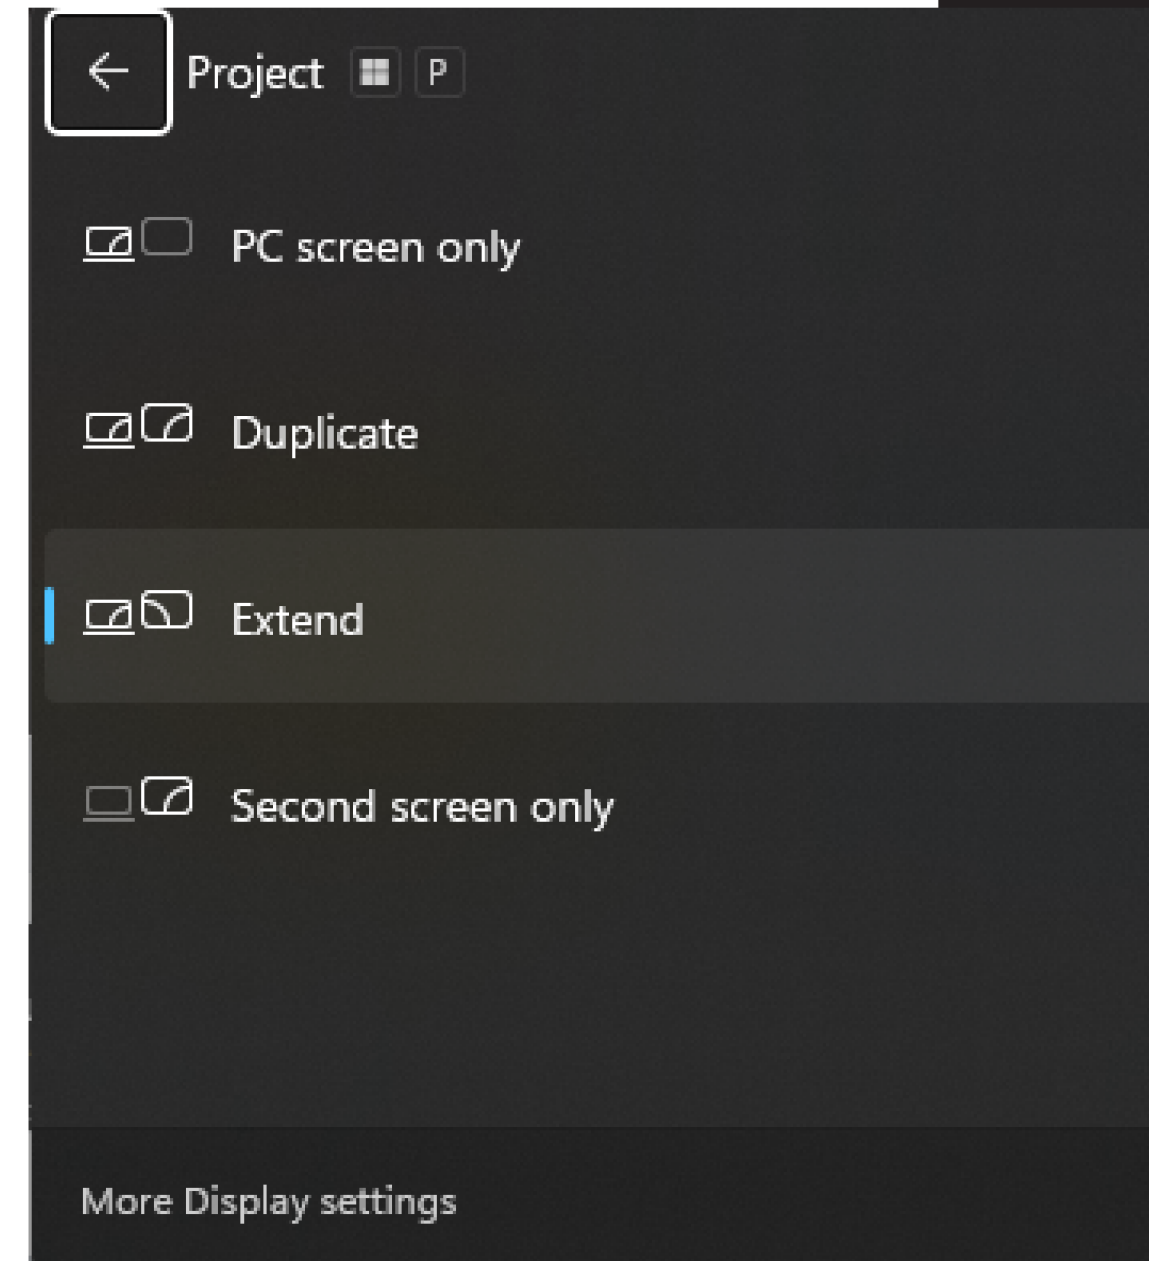 Project P
PC screen only
Duplicate
Extend
Second screen only
More Display settings